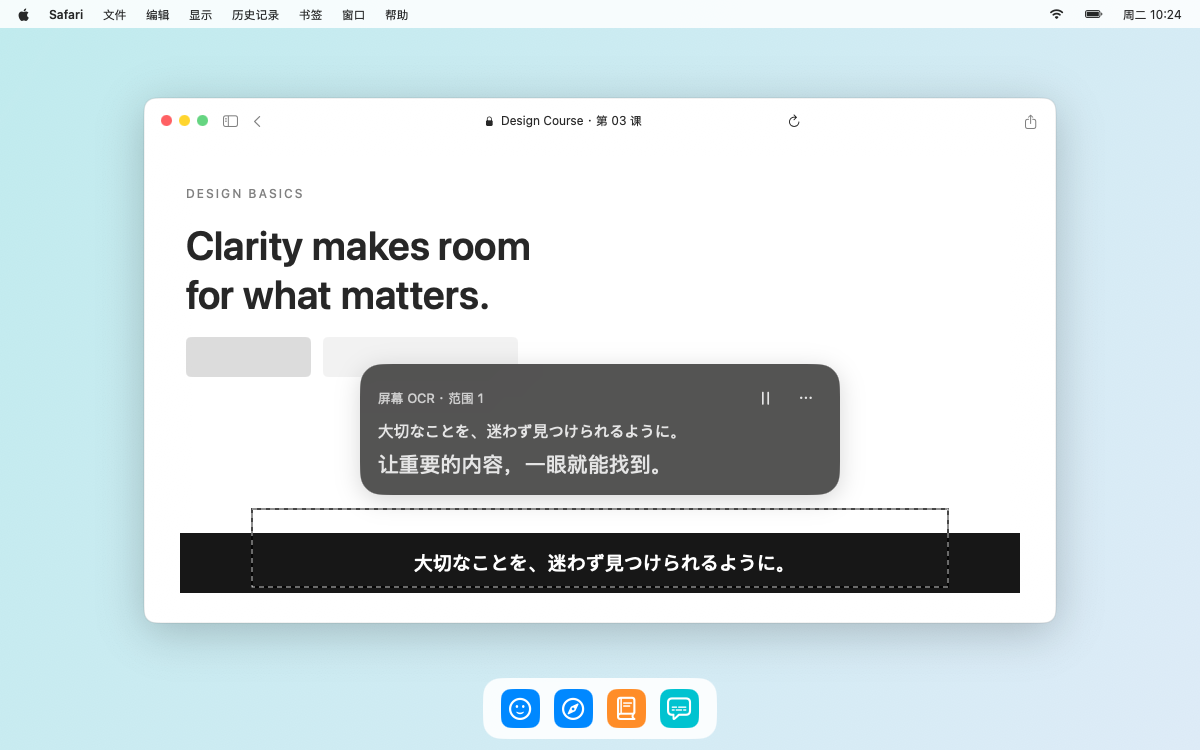 Safari 文件 编辑 显示 历史记录 书签 窗口 帮助 周二 10:24
Design Course · 第 03 课
DESIGN BASICS
Clarity makes room
for what matters.
屏幕 OCR · 范围 1
大切なことを、迷わず見つけられるように。
让重要的内容，一眼就能找到。
大切なことを、迷わず見つけられるように。